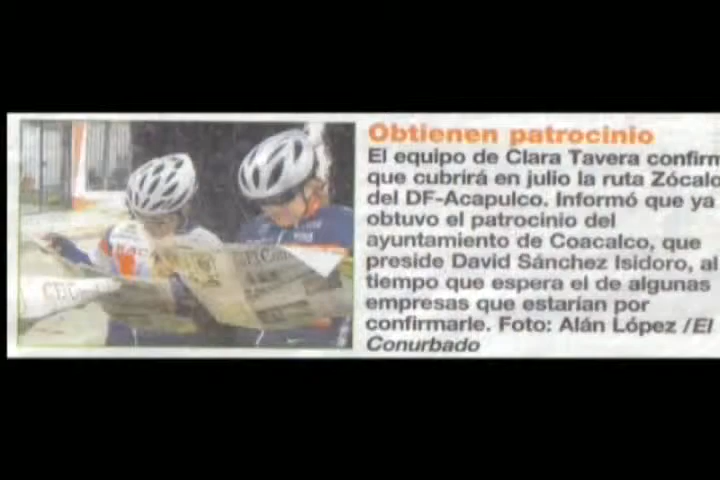 Obtienen patrocinio
El equipo de Clara Tavera confirm
que cubrirá en julio la ruta Zócalo
del DF-Acapulco. Informó que ya
obtuvo el patrocinio del
ayuntamiento de Coacalco, que
preside David Sánchez Isidoro, al
tiempo que espera el de algunas
empresas que estarían por
confirmarle. Foto: Alán López /El
Conurbado